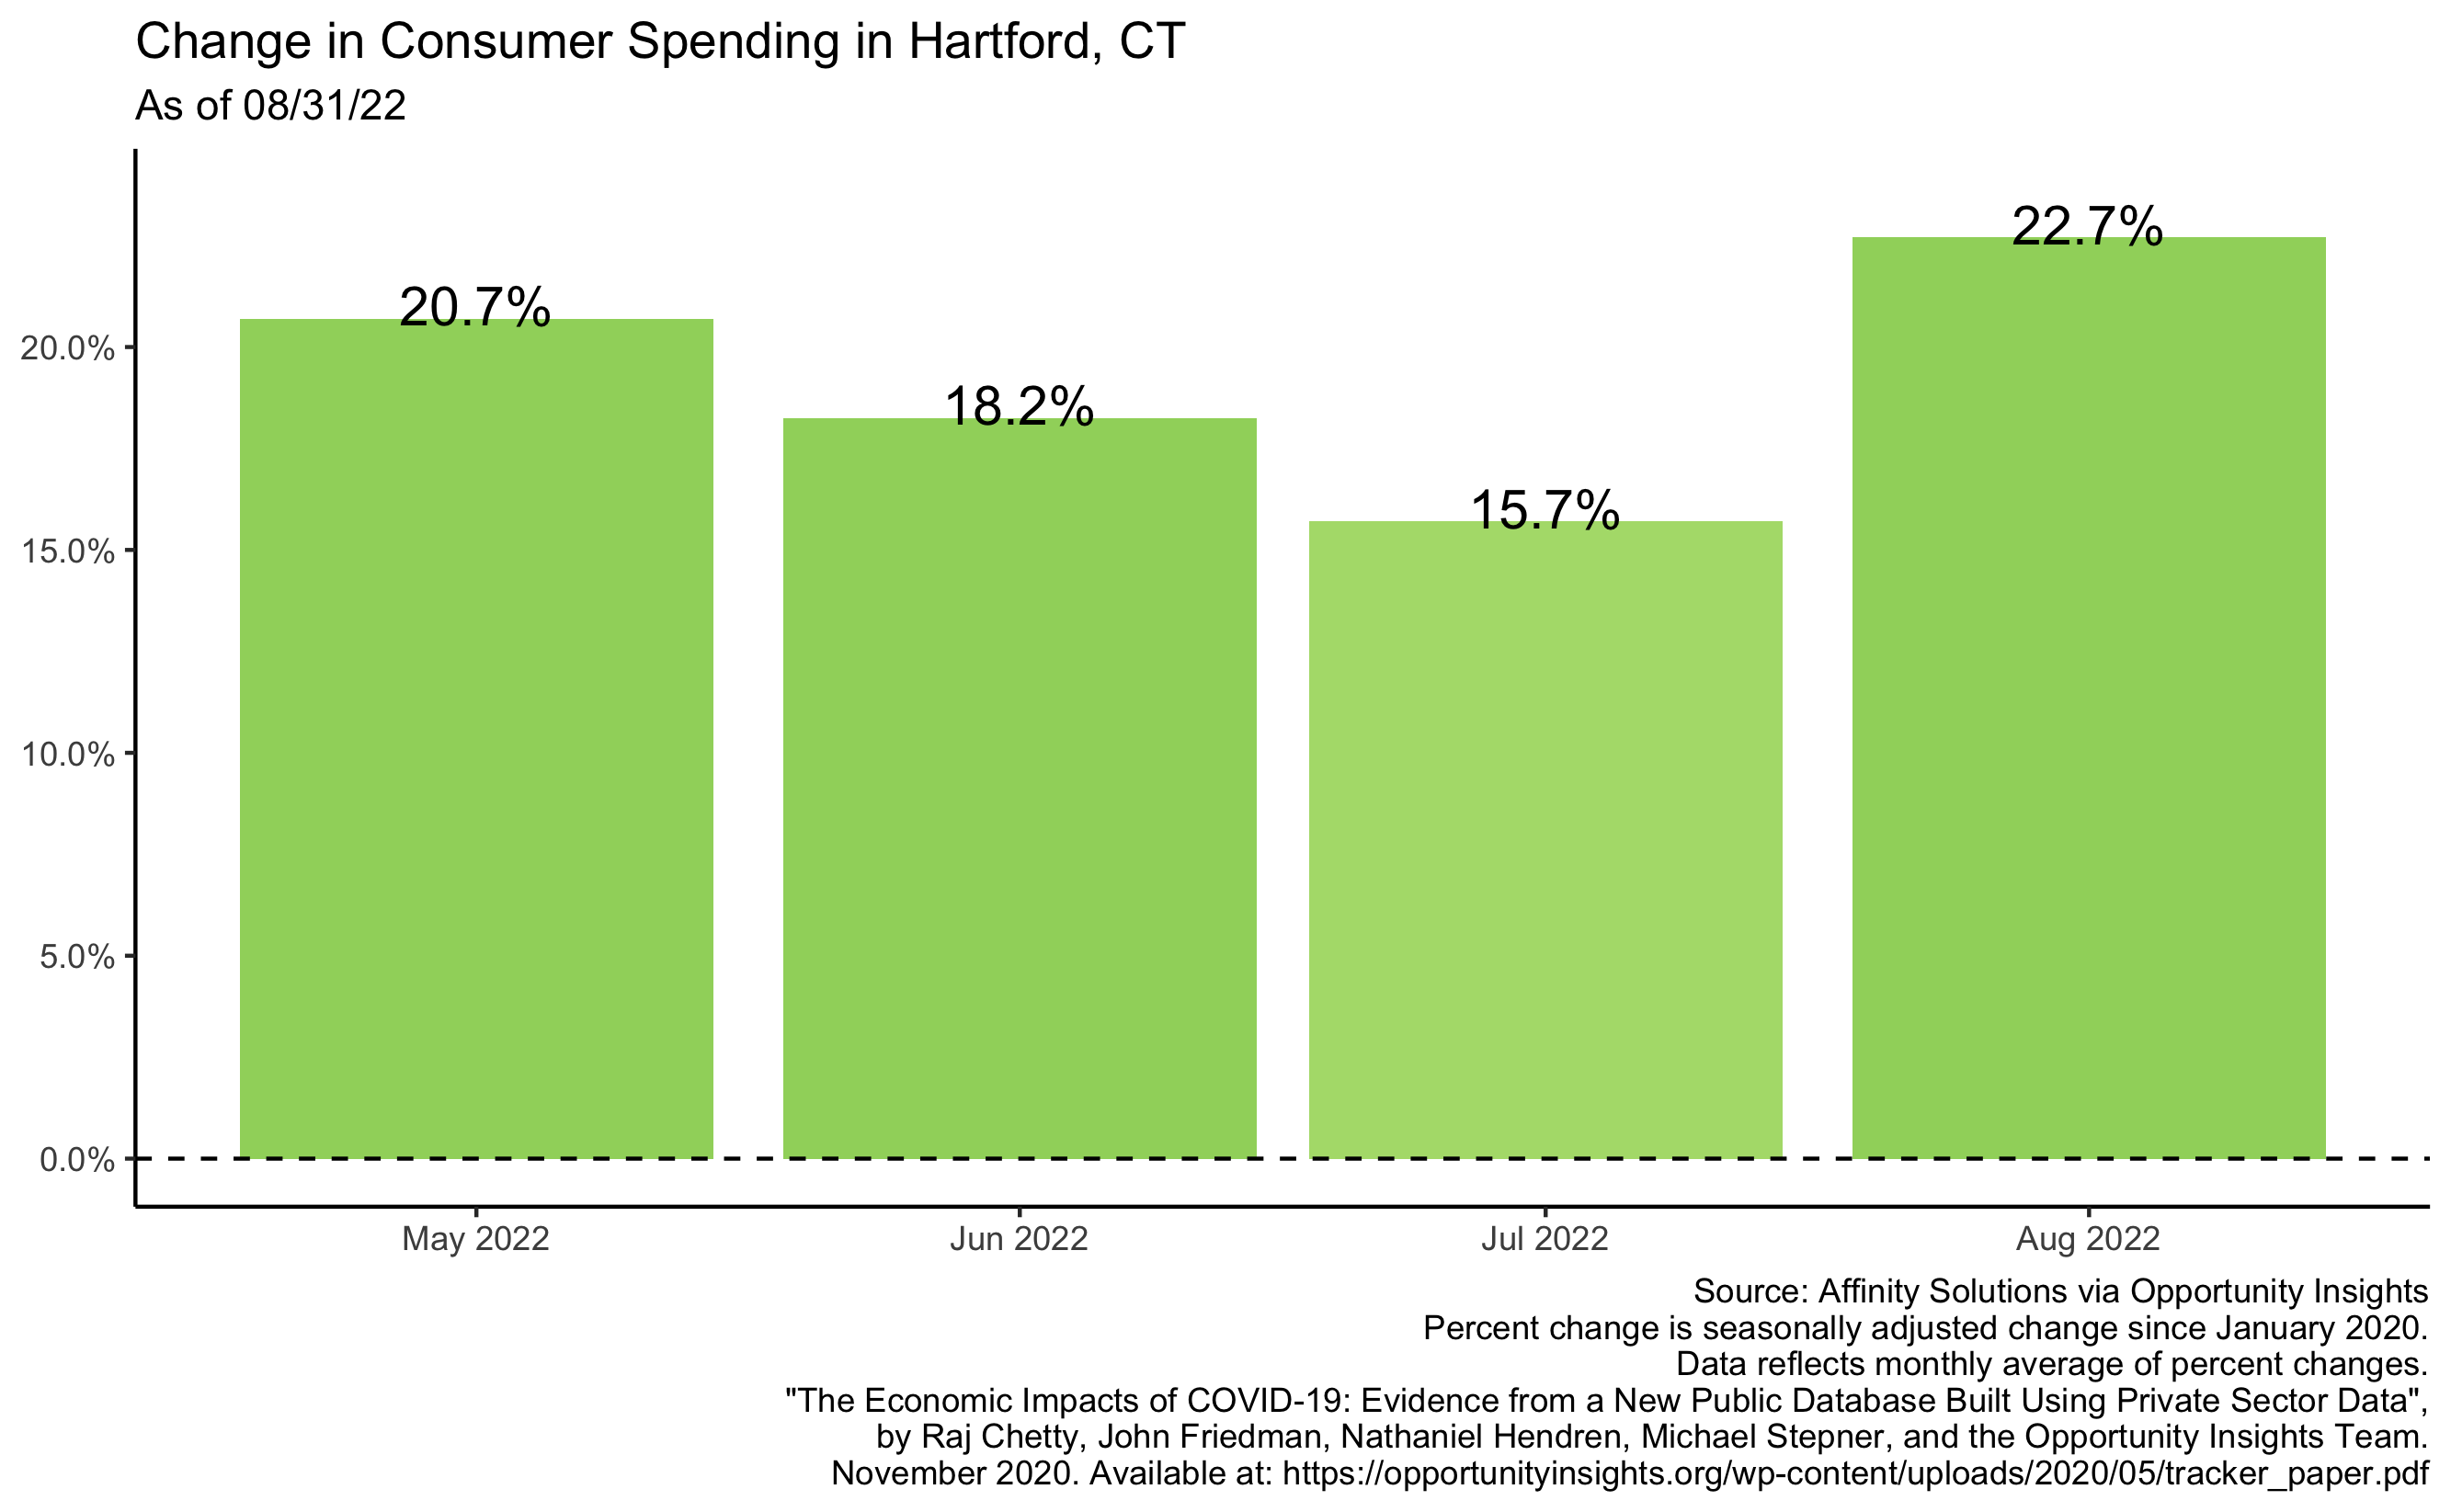 Change in Consumer Spending in Hartford, CT
As of 08/31/22
22.7%
20.7%
20.0%
18.2%
15.7%
15.0%
10.0%
5.0%
0.0%
May 2022
Jun 2022
Jul 2022
Aug 2022
Source: Affinity Solutions via Opportunity Insights
Percent change is seasonally adjusted change since January 2020.
Data reflects monthly average of percent changes.
"The Economic Impacts of COVID-19: Evidence from a New Public Database Built Using Private Sector Data",
by Raj Chetty, John Friedman, Nathaniel Hendren, Michael Stepner, and the Opportunity Insights Team.
November 2020. Available at: https://opportunityinsights.org/wp-content/uploads/2020/05/tracker_paper.pdf